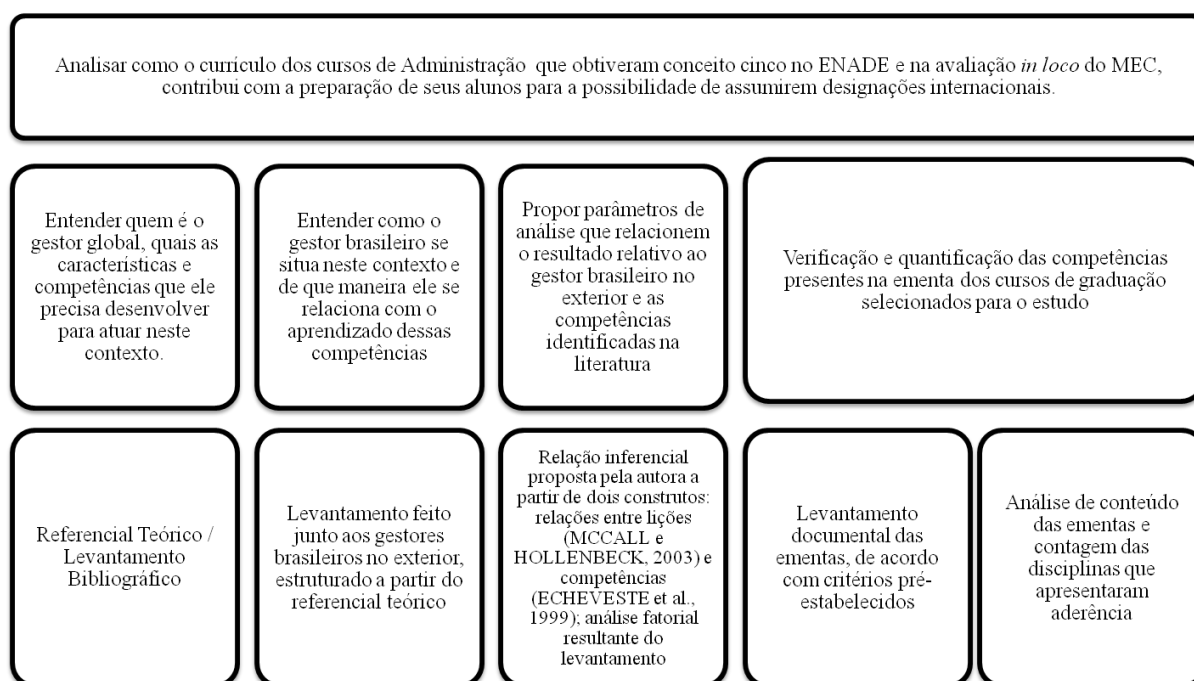 Analisar como o currículo dos cursos de Administração que obtiveram conceito cinco no ENADE e na avaliação in loco do MEC,
contribui com a preparação de seus alunos para a possibilidade de assumirem designações internacionais.
Entender quem é o
gestor global, quais as
características e
competências que ele
precisa desenvolver
para atuar neste
contexto.
Entender como o
gestor brasileiro se
situa neste contexto e
de que maneira ele se
relaciona com o
aprendizado dessas
competências
Propor parâmetros de
análise que relacionem
o resultado relativo ao
gestor brasileiro no
exterior e as
competências
identificadas na
literatura
Verificação e quantificação das competências
presentes na ementa dos cursos de graduação
selecionados para o estudo
Referencial Teórico /
Levantamento
Bibliográfico
Levantamento feito
junto aos gestores
brasileiros no exterior,
estruturado a partir do
referencial teórico
Relação inferencial
proposta pela autora a
partir de dois construtos:
relações entre lições
(MCCALL e
HOLLENBECK, 2003) e
competências
(ECHEVESTE et al.,
1999); análise fatorial
resultante do
levantamento
Levantamento
documental das
ementas, de acordo
com critérios pré-
estabelecidos
Análise de conteúdo
das ementas e
contagem das
disciplinas que
apresentaram
aderência